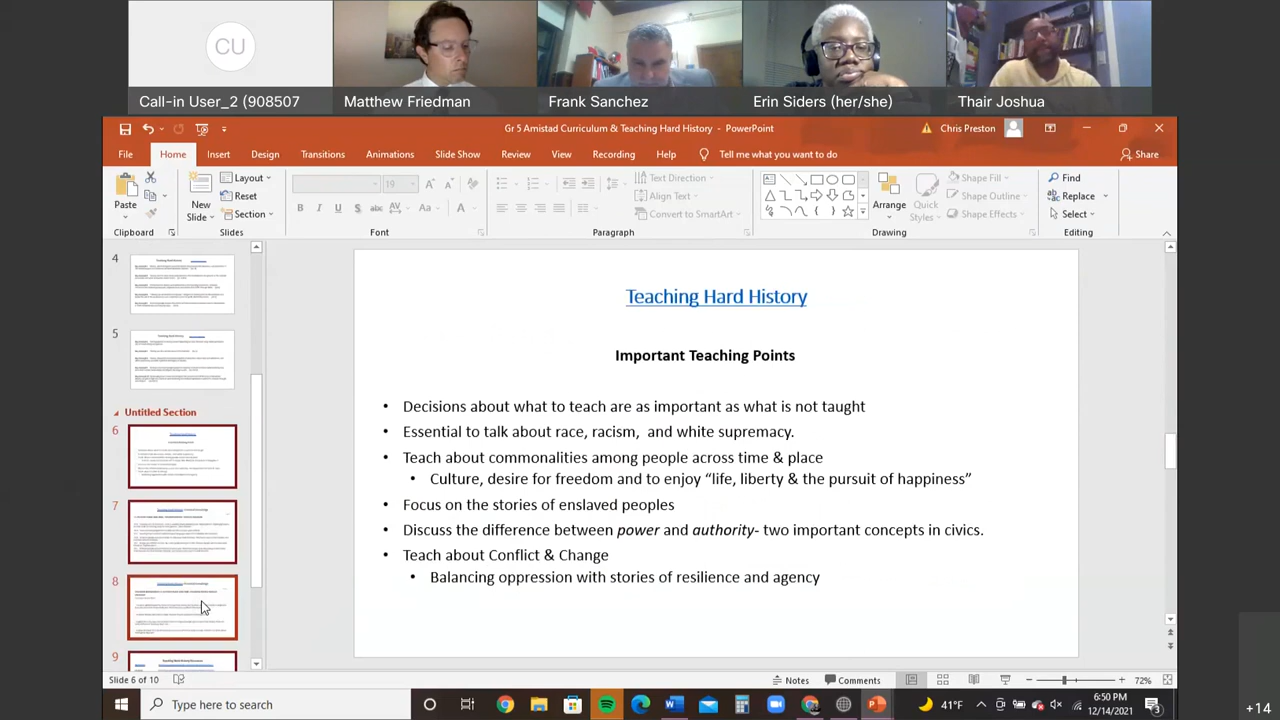 CU
Call-in User_2 (908507
Matthew Friedman
Frank Sanchez
Erin Siders (her/she)
Thair Joshua
Gr 5 Amistad Curriculum & Teaching Hard History - PowerPoint
Chris Preston
File
Home
Insert
Design
Transitions
Animations
Slide Show
Review
View
Recording
Help
Tell me what you want to do
Share
Paste
New
Slide
Layout
Reset
Section
19
Text Direction
Align Text
Convert to SmartArt
Arrange
Quick
Styles
Shape Fill
Shape Outline
Shape Effects
Find
Replace
Select
Clipboard
Slides
Font
Paragraph
Drawing
Editing
4
5
Untitled Section
6
7
8
9
Teaching Hard History
Important Teaching Points
• Decisions about what to teach are as important as what is not taught
• Essential to talk about race, racism, and white supremacy.
• Teach about commonalities among people across time & place
• Culture, desire for freedom and to enjoy “life, liberty & the pursuit of happiness”
• Focus on the stories of enslaved peoples
• Discuss the difference between power and authority- two important concepts in civics.
• Teach about Conflict & Change
• Balancing oppression with stories of resilience and agency
Slide 6 of 10
Notes
Comments
72%
Type here to search
41°F
6:50 PM
12/14/2021
3
+14